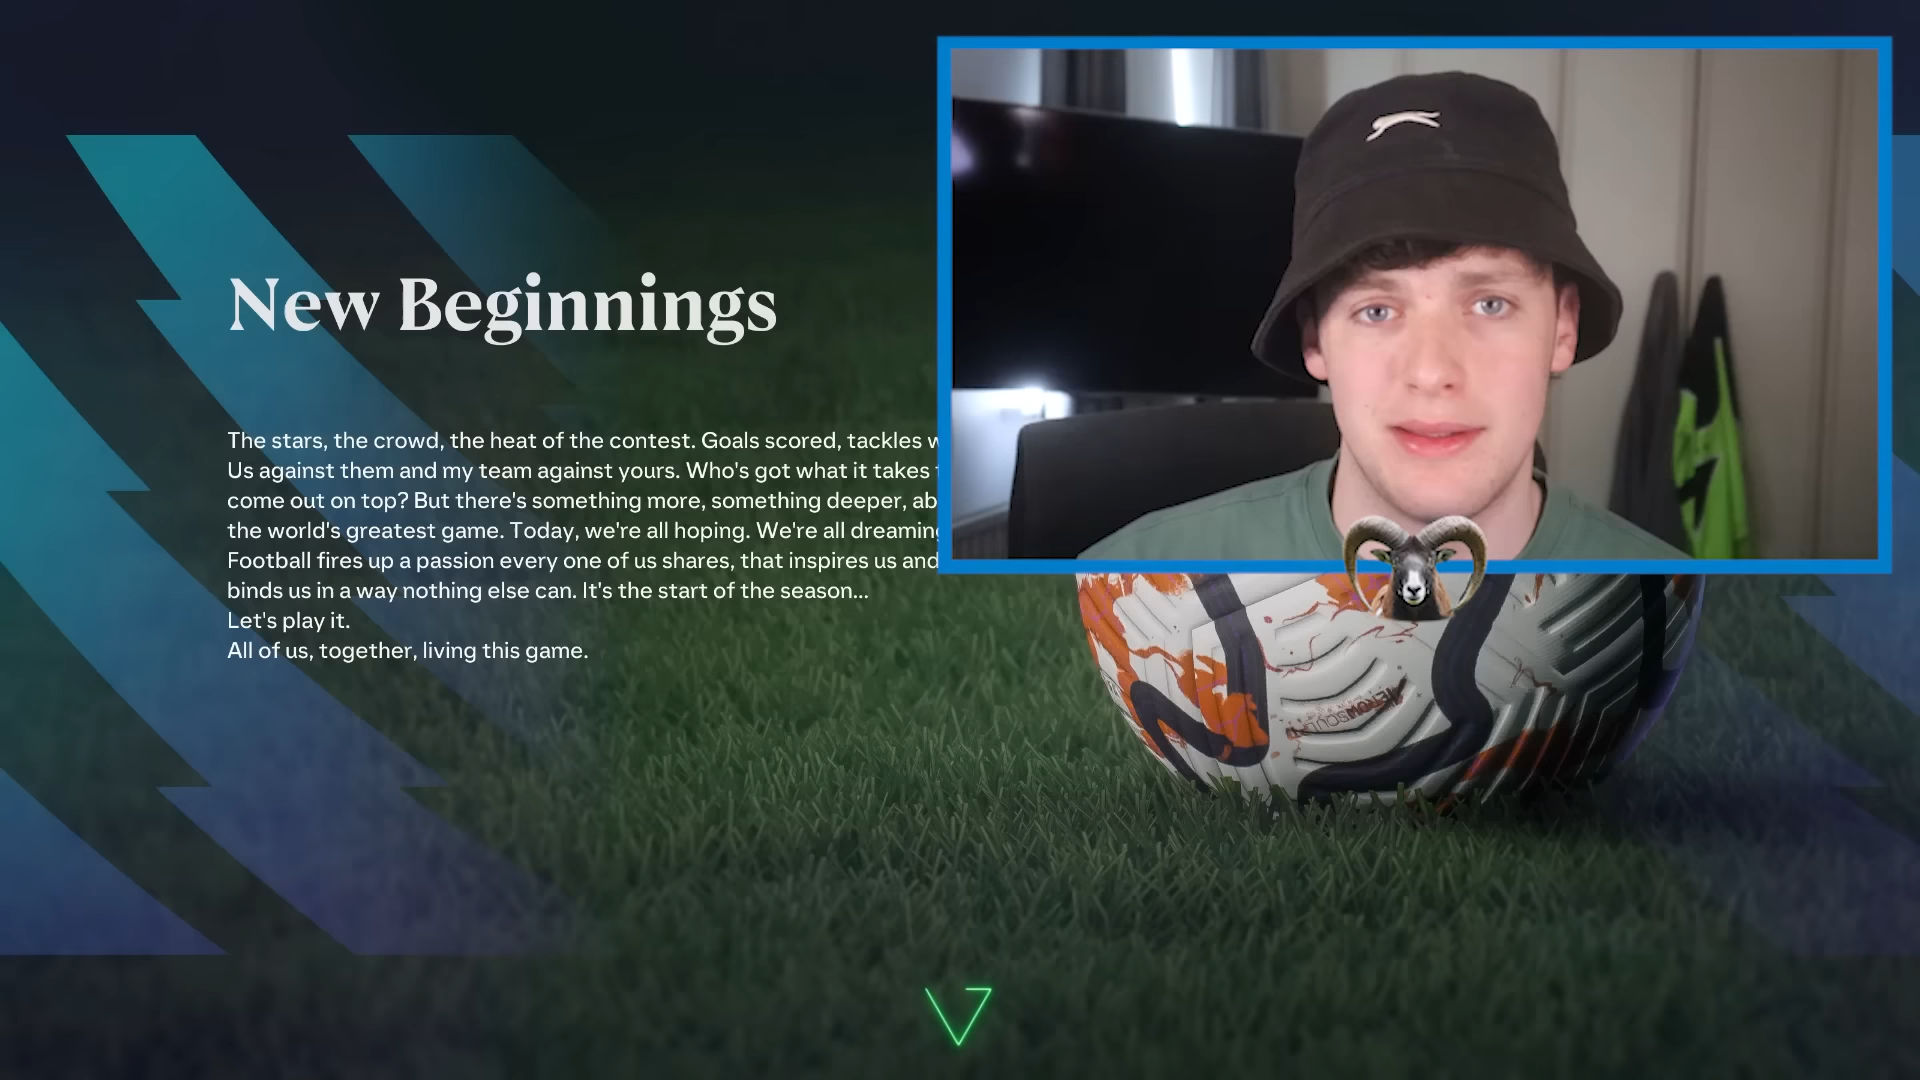 New Beginnings
The stars, the crowd, the heat of the contest. Goals scored, tackles
Us against them and my team against yours. Who's got what it takes
come out on top? But there's something more, something deeper,
the world's greatest game. Today, we're all hoping. We're all dreaming
Football fires up a passion every one of us shares, that inspires us and
binds us in a way nothing else can. It's the start of the season...
Let's play it.
All of us, together, living this game.